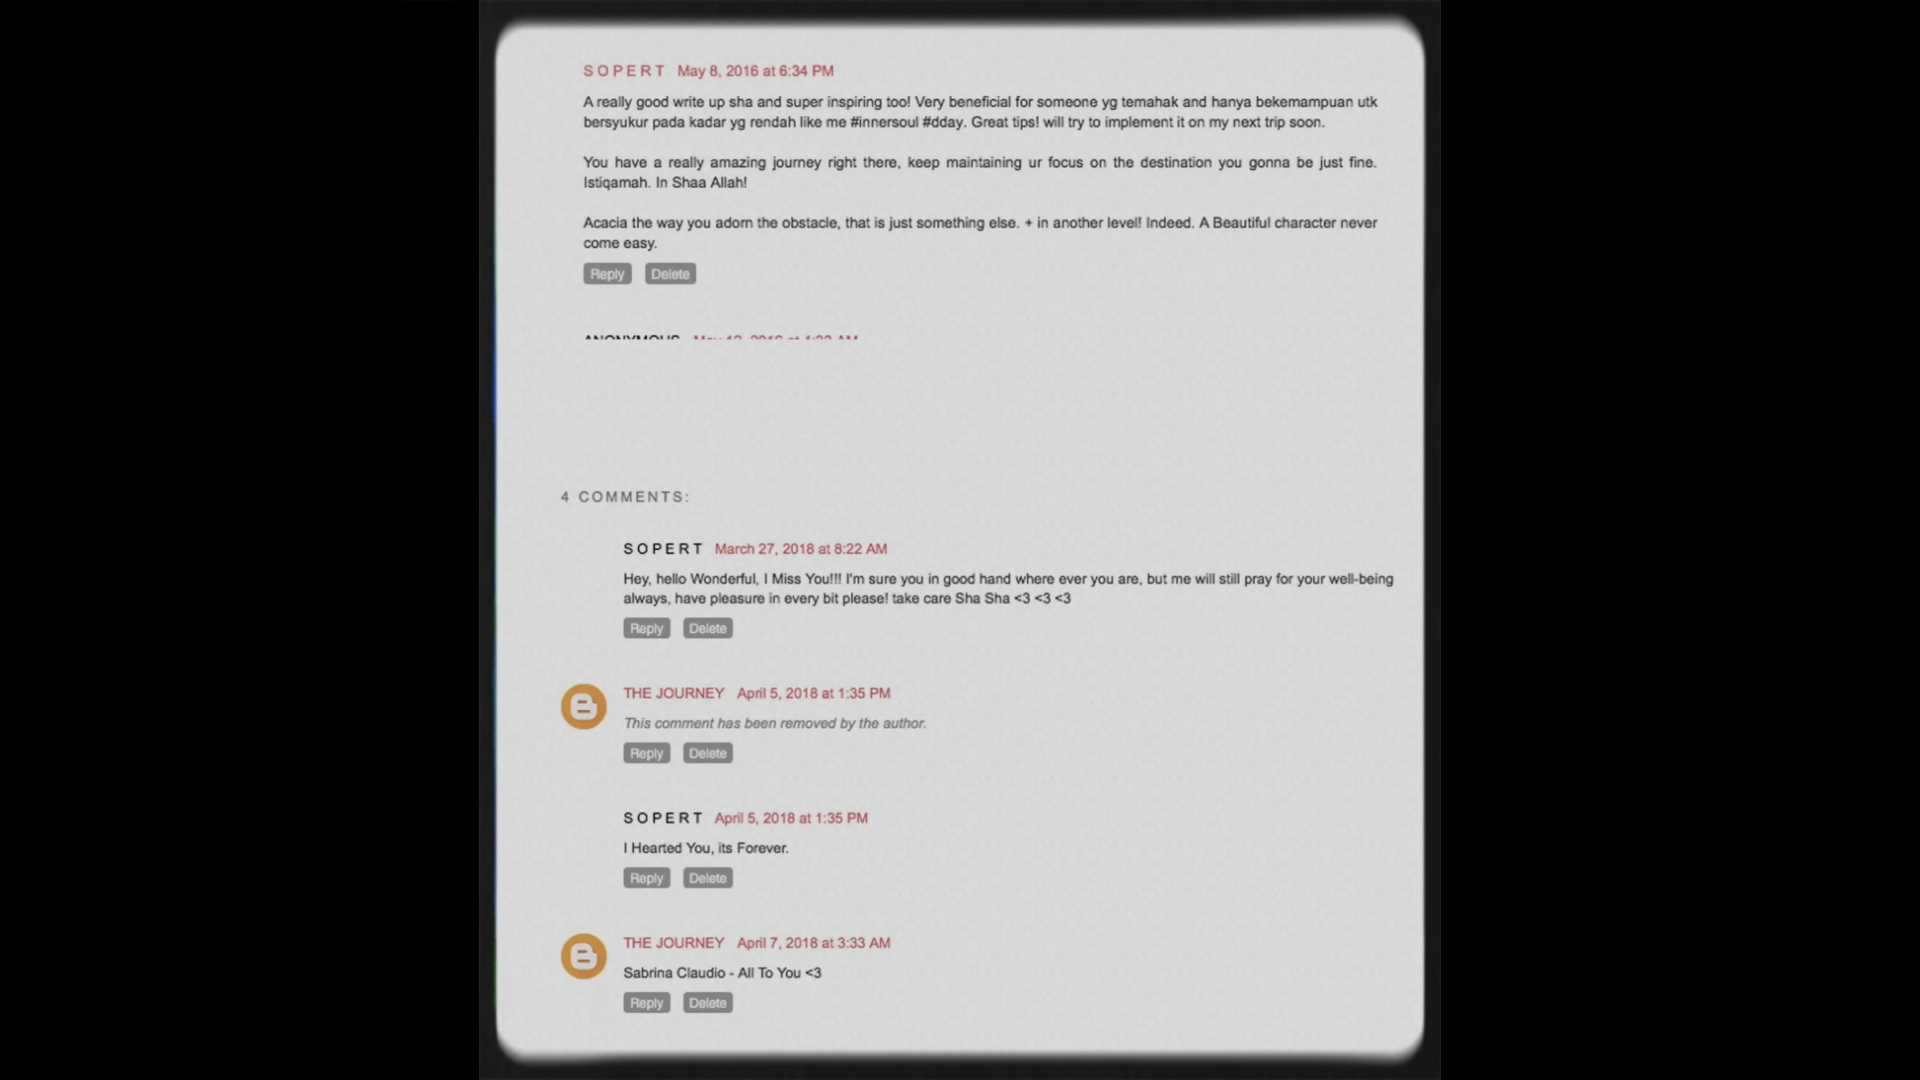 SOPERT May 8, 2016 at 6:34 PM
A really good write up sha and super inspiring too! Very beneficial for someone yg temahak and hanya bekemampuan utk
bersyukur pada kadar yg rendah like me #innersoul #dday. Great tips! will try to implement it on my next trip soon.
You have a really amazing journey right there, keep maintaining ur focus on the destination you gonna be just fine.
Istiqamah. In Shaa Allah!
Acacia the way you adorn the obstacle, that is just something else. + in another level! Indeed. A Beautiful character never
come easy.
Reply Delete
ANONYMOUS May 12, 2016 at 4:33 AM
4 COMMENTS:
SOPERT March 27, 2018 at 8:22 AM
Hey, hello Wonderful, I Miss You!!! I'm sure you in good hand where ever you are, but me will still pray for your well-being
always, have pleasure in every bit please! take care Sha Sha <3 <3 <3
Reply Delete
THE JOURNEY April 5, 2018 at 1:35 PM
This comment has been removed by the author.
Reply Delete
SOPERT April 5, 2018 at 1:35 PM
I Hearted You, its Forever.
Reply Delete
THE JOURNEY April 7, 2018 at 3:33 AM
Sabrina Claudio - All To You <3
Reply Delete